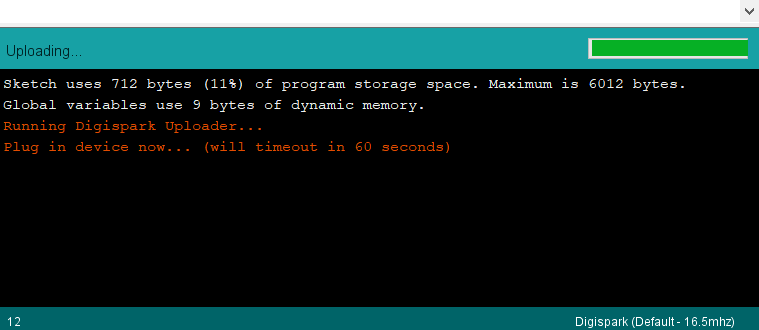 Uploading...
Sketch uses 712 bytes (11%) of program storage space. Maximum is 6012 bytes.
Global variables use 9 bytes of dynamic memory.
Running Digispark Uploader...
Plug in device now... (will timeout in 60 seconds)
12
Digispark (Default - 16.5mhz)